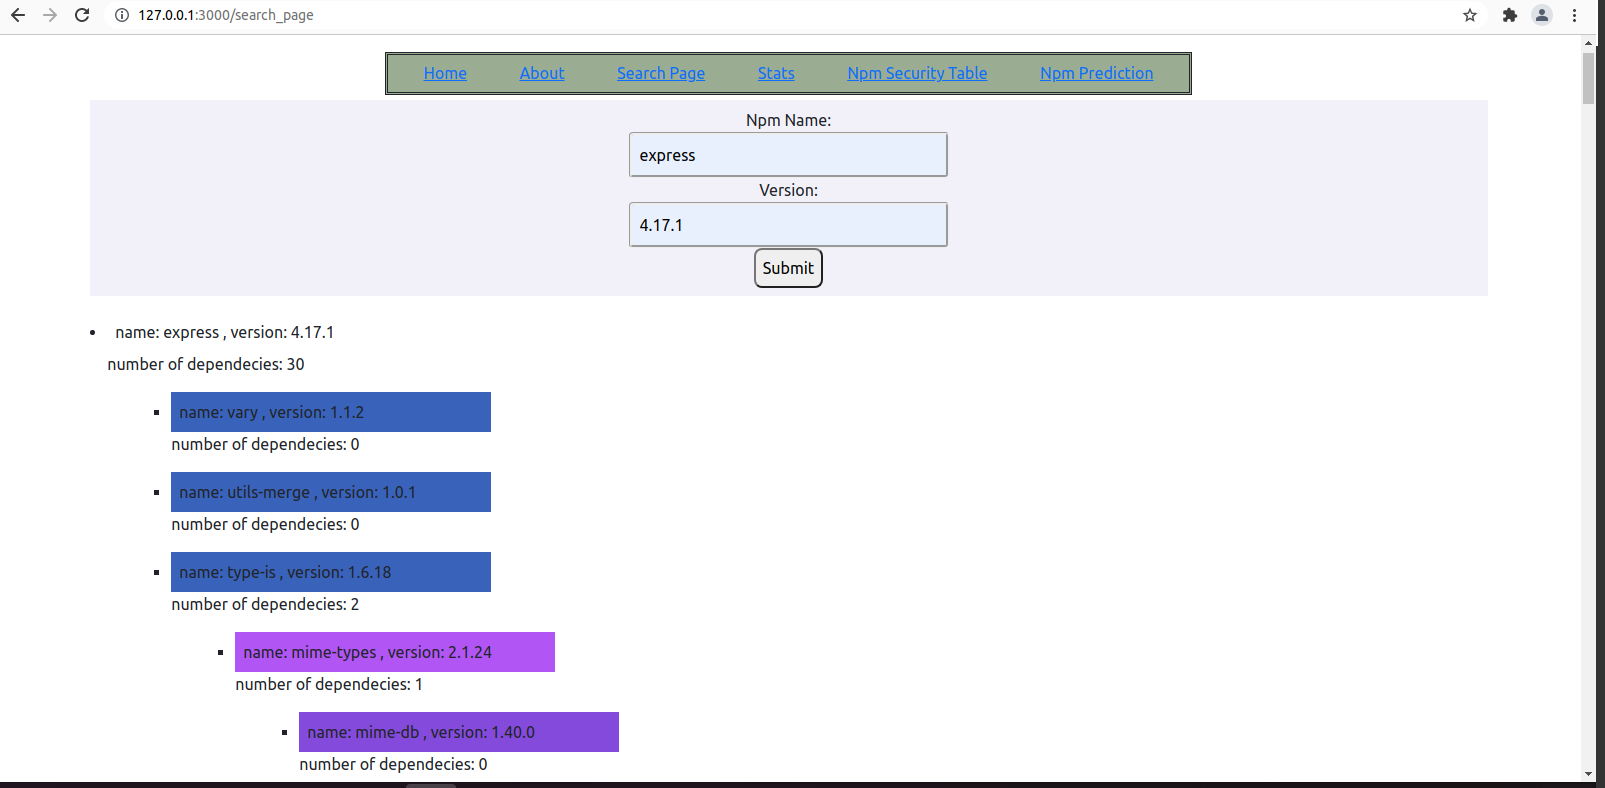 127.0.0.1:3000/search_page
Home About Search Page Stats Npm Security Table Npm Prediction
Npm Name:
express
Version:
4.17.1
Submit
name: express , version: 4.17.1
number of dependecies: 30
name: vary , version: 1.1.2
number of dependecies: 0
name: utils-merge , version: 1.0.1
number of dependecies: 0
name: type-is , version: 1.6.18
number of dependecies: 2
name: mime-types , version: 2.1.24
number of dependecies: 1
name: mime-db , version: 1.40.0
number of dependecies: 0